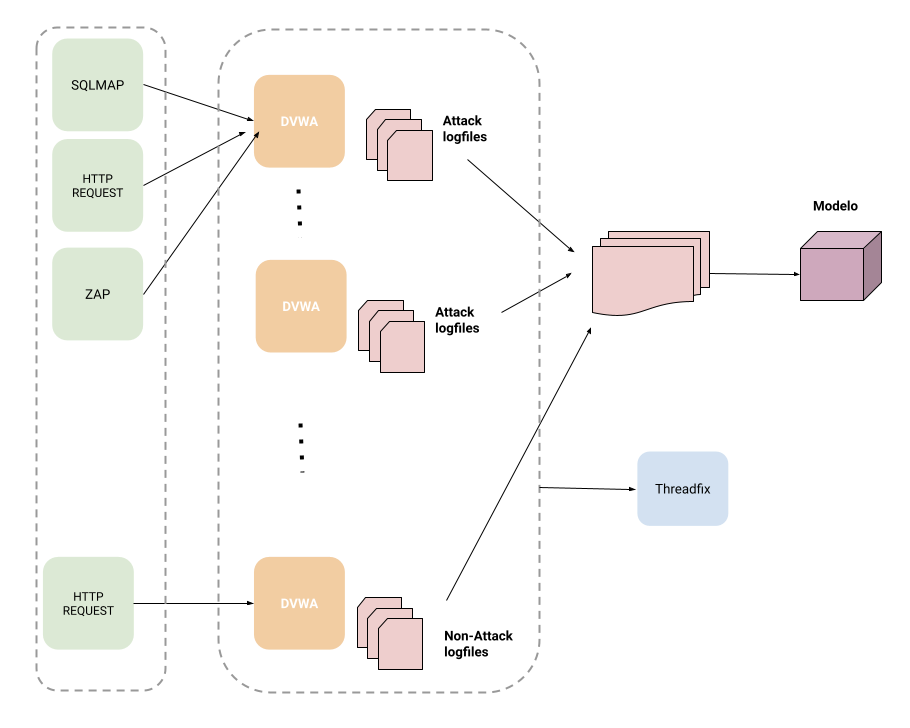 SQLMAP
HTTP
REQUEST
ZAP
HTTP
REQUEST
DVWA
Attack
logfiles
DVWA
Attack
logfiles
DVWA
Non-Attack
logfiles
Modelo
Threadfix